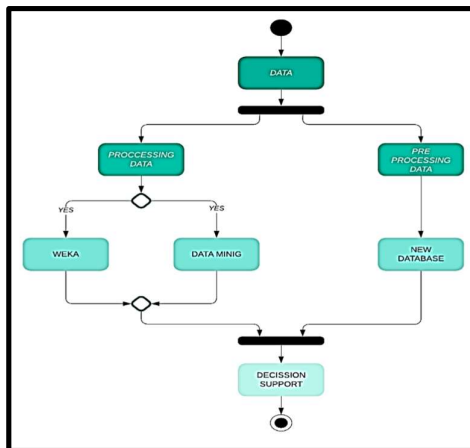 DATA
PROCCESSING
DATA
PRE
PROCESSING
DATA
YES
YES
WEKA
DATA MINIG
NEW
DATABASE
DECISSION
SUPPORT